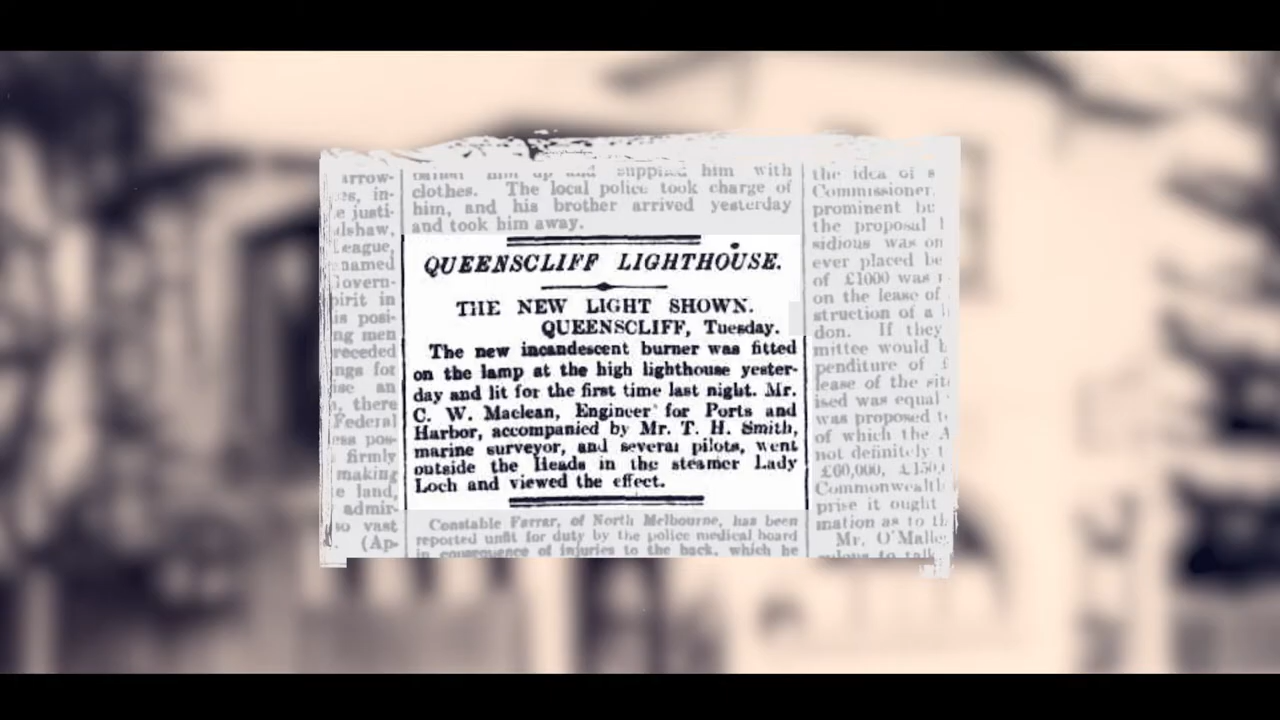 arrow-
es, in-
e justi-
dshaw,
eague,
named
Govern-
pirit in
is posi-
ng men
receded
ngs for
ise an
, there
Federal
ess pos-
firmly
making
e land,
admir-
so vast
(Ap-
him up and supplied him with
clothes. The local police took charge of
him, and his brother arrived yesterday
and took him away.
QUEENSCLIFF LIGHTHOUSE.
THE NEW LIGHT SHOWN.
QUEENSCLIFF, Tuesday.
The new incandescent burner was fitted
on the lamp at the high lighthouse yester-
day and lit for the first time last night. Mr.
C. W. Maclean, Engineer for Ports and
Harbor, accompanied by Mr. T. H. Smith,
marine surveyor, and several pilots, went
outside the Heads in the steamer Lady
Loch and viewed the effect.
Constable Farrar, of North Melbourne, has been
reported unfit for duty by the police medical board
in consequence of injuries to the back, which he
the idea of s
Commissioner.
prominent bu
the proposal
sidious was on
ever placed be
of £1000 was
on the lease of
struction of a
don. If they
mittee would b
penditure of £
lease of the sit
ised was equal
was proposed t
of which the A
not definitely t
£60,000, £150,
Commonwealth
prise it ought
mation as to th
Mr. O'Malle